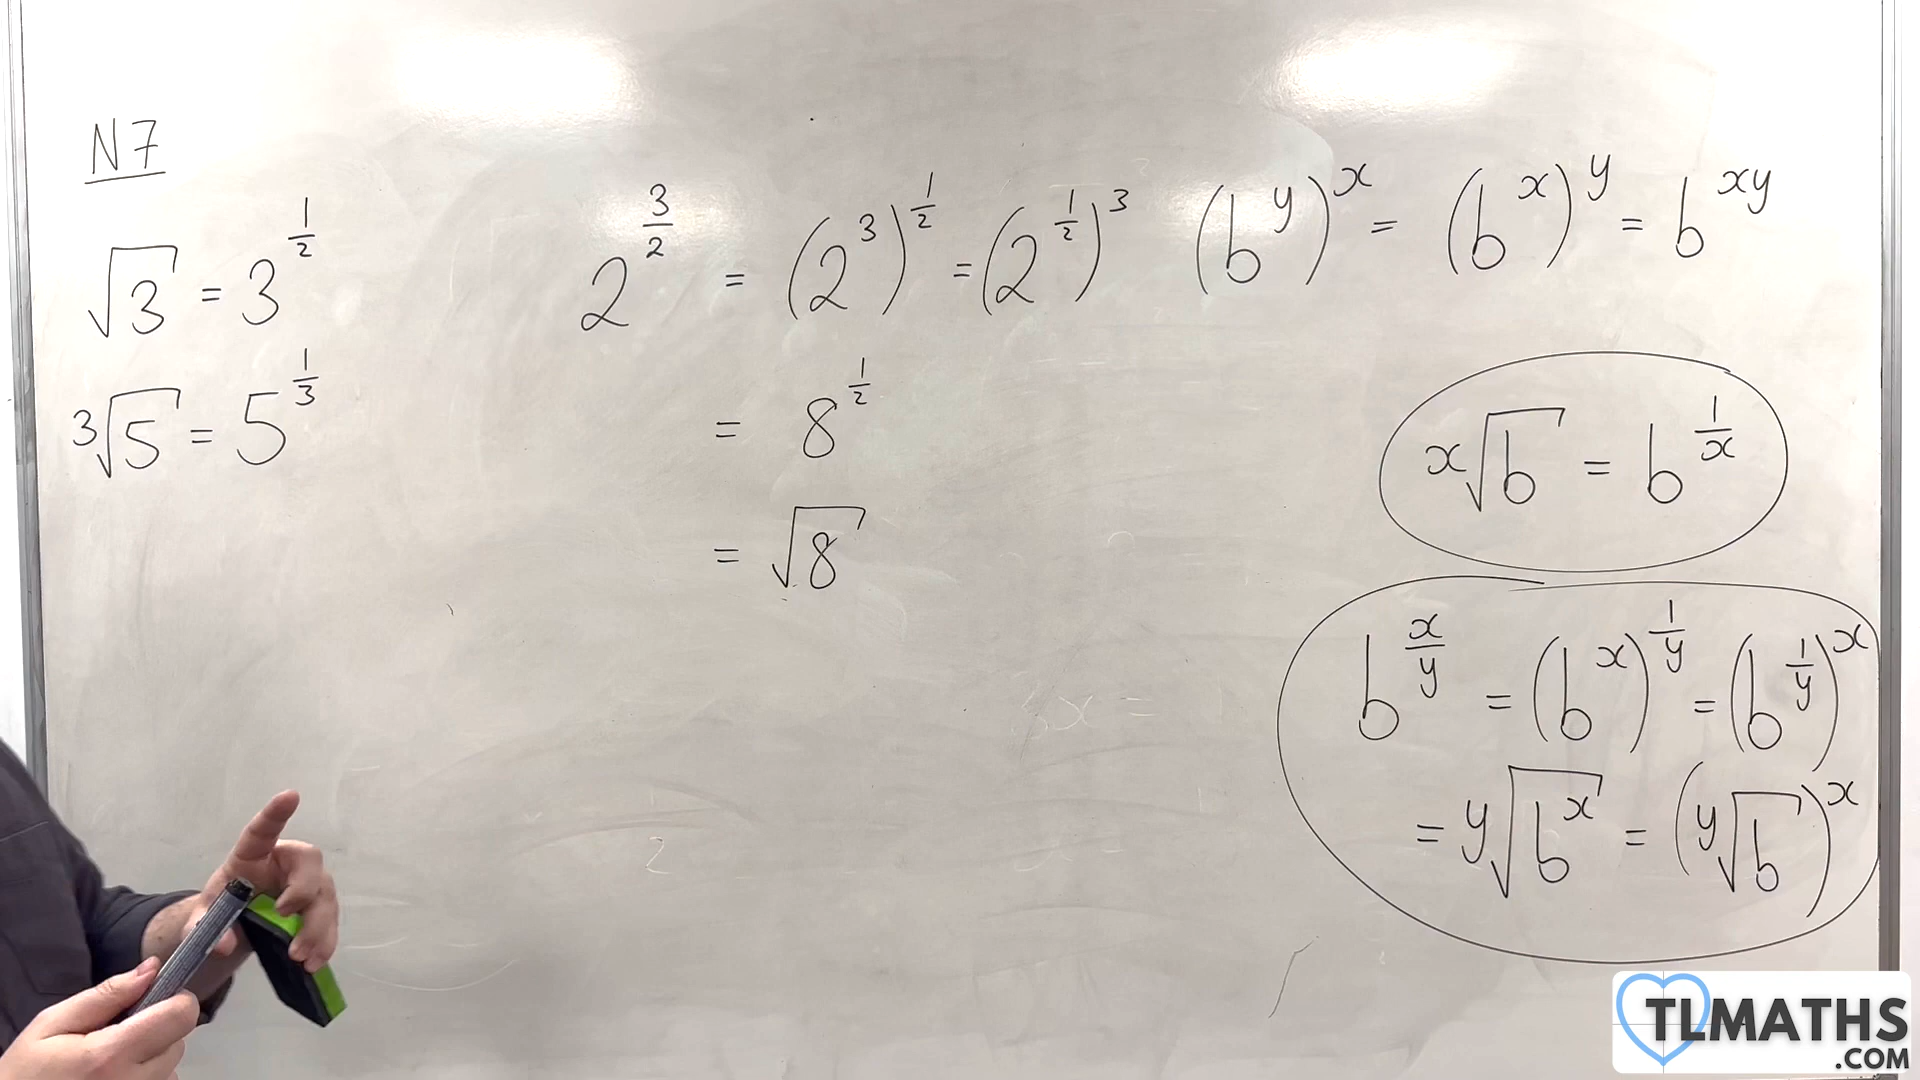 N7
√3 = 3^(1/2)
³√5 = 5^(1/3)
2^(3/2) = (2^3)^(1/2) = (2^(1/2))^3
= 8^(1/2)
= √8
(b^y)^x = (b^x)^y = b^(xy)
ˣ√b = b^(1/x)
b^(x/y) = (b^x)^(1/y) = (b^(1/y))^x
= ʸ√(b^x) = (ʸ√b)^x
TLMATHS
.COM